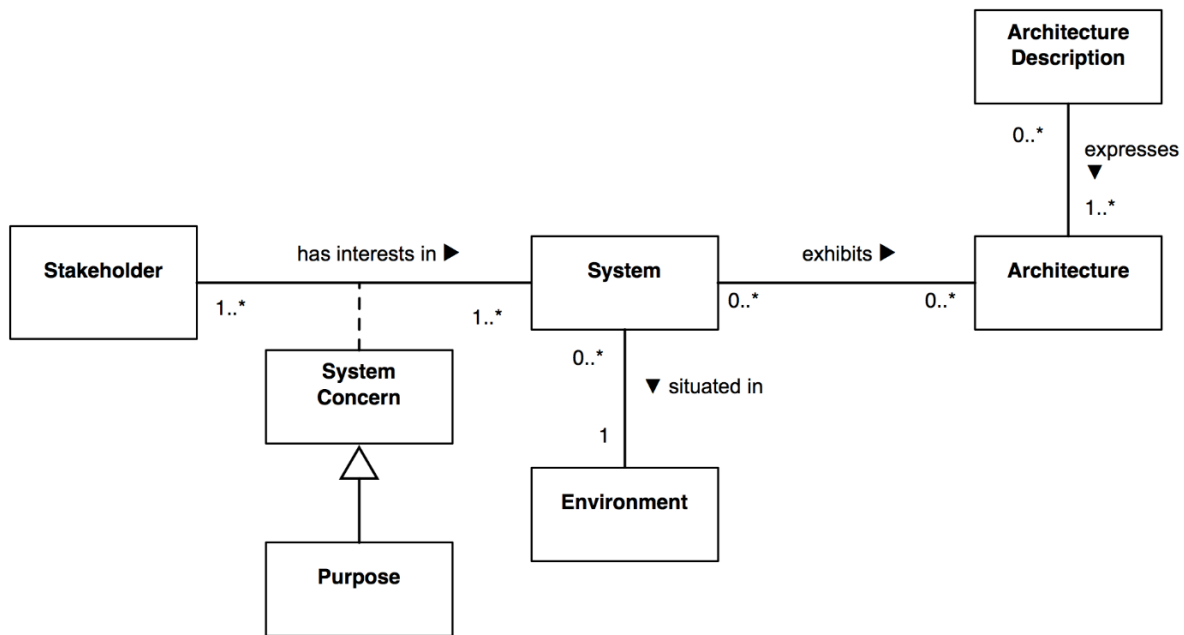 Architecture
Description
0..*
expresses
▼
1..*
Stakeholder
has interests in ▶
System
exhibits ▶
Architecture
1..*
1..*
0..*
0..*
System
Concern
0..*
▼ situated in
1
Environment
Purpose